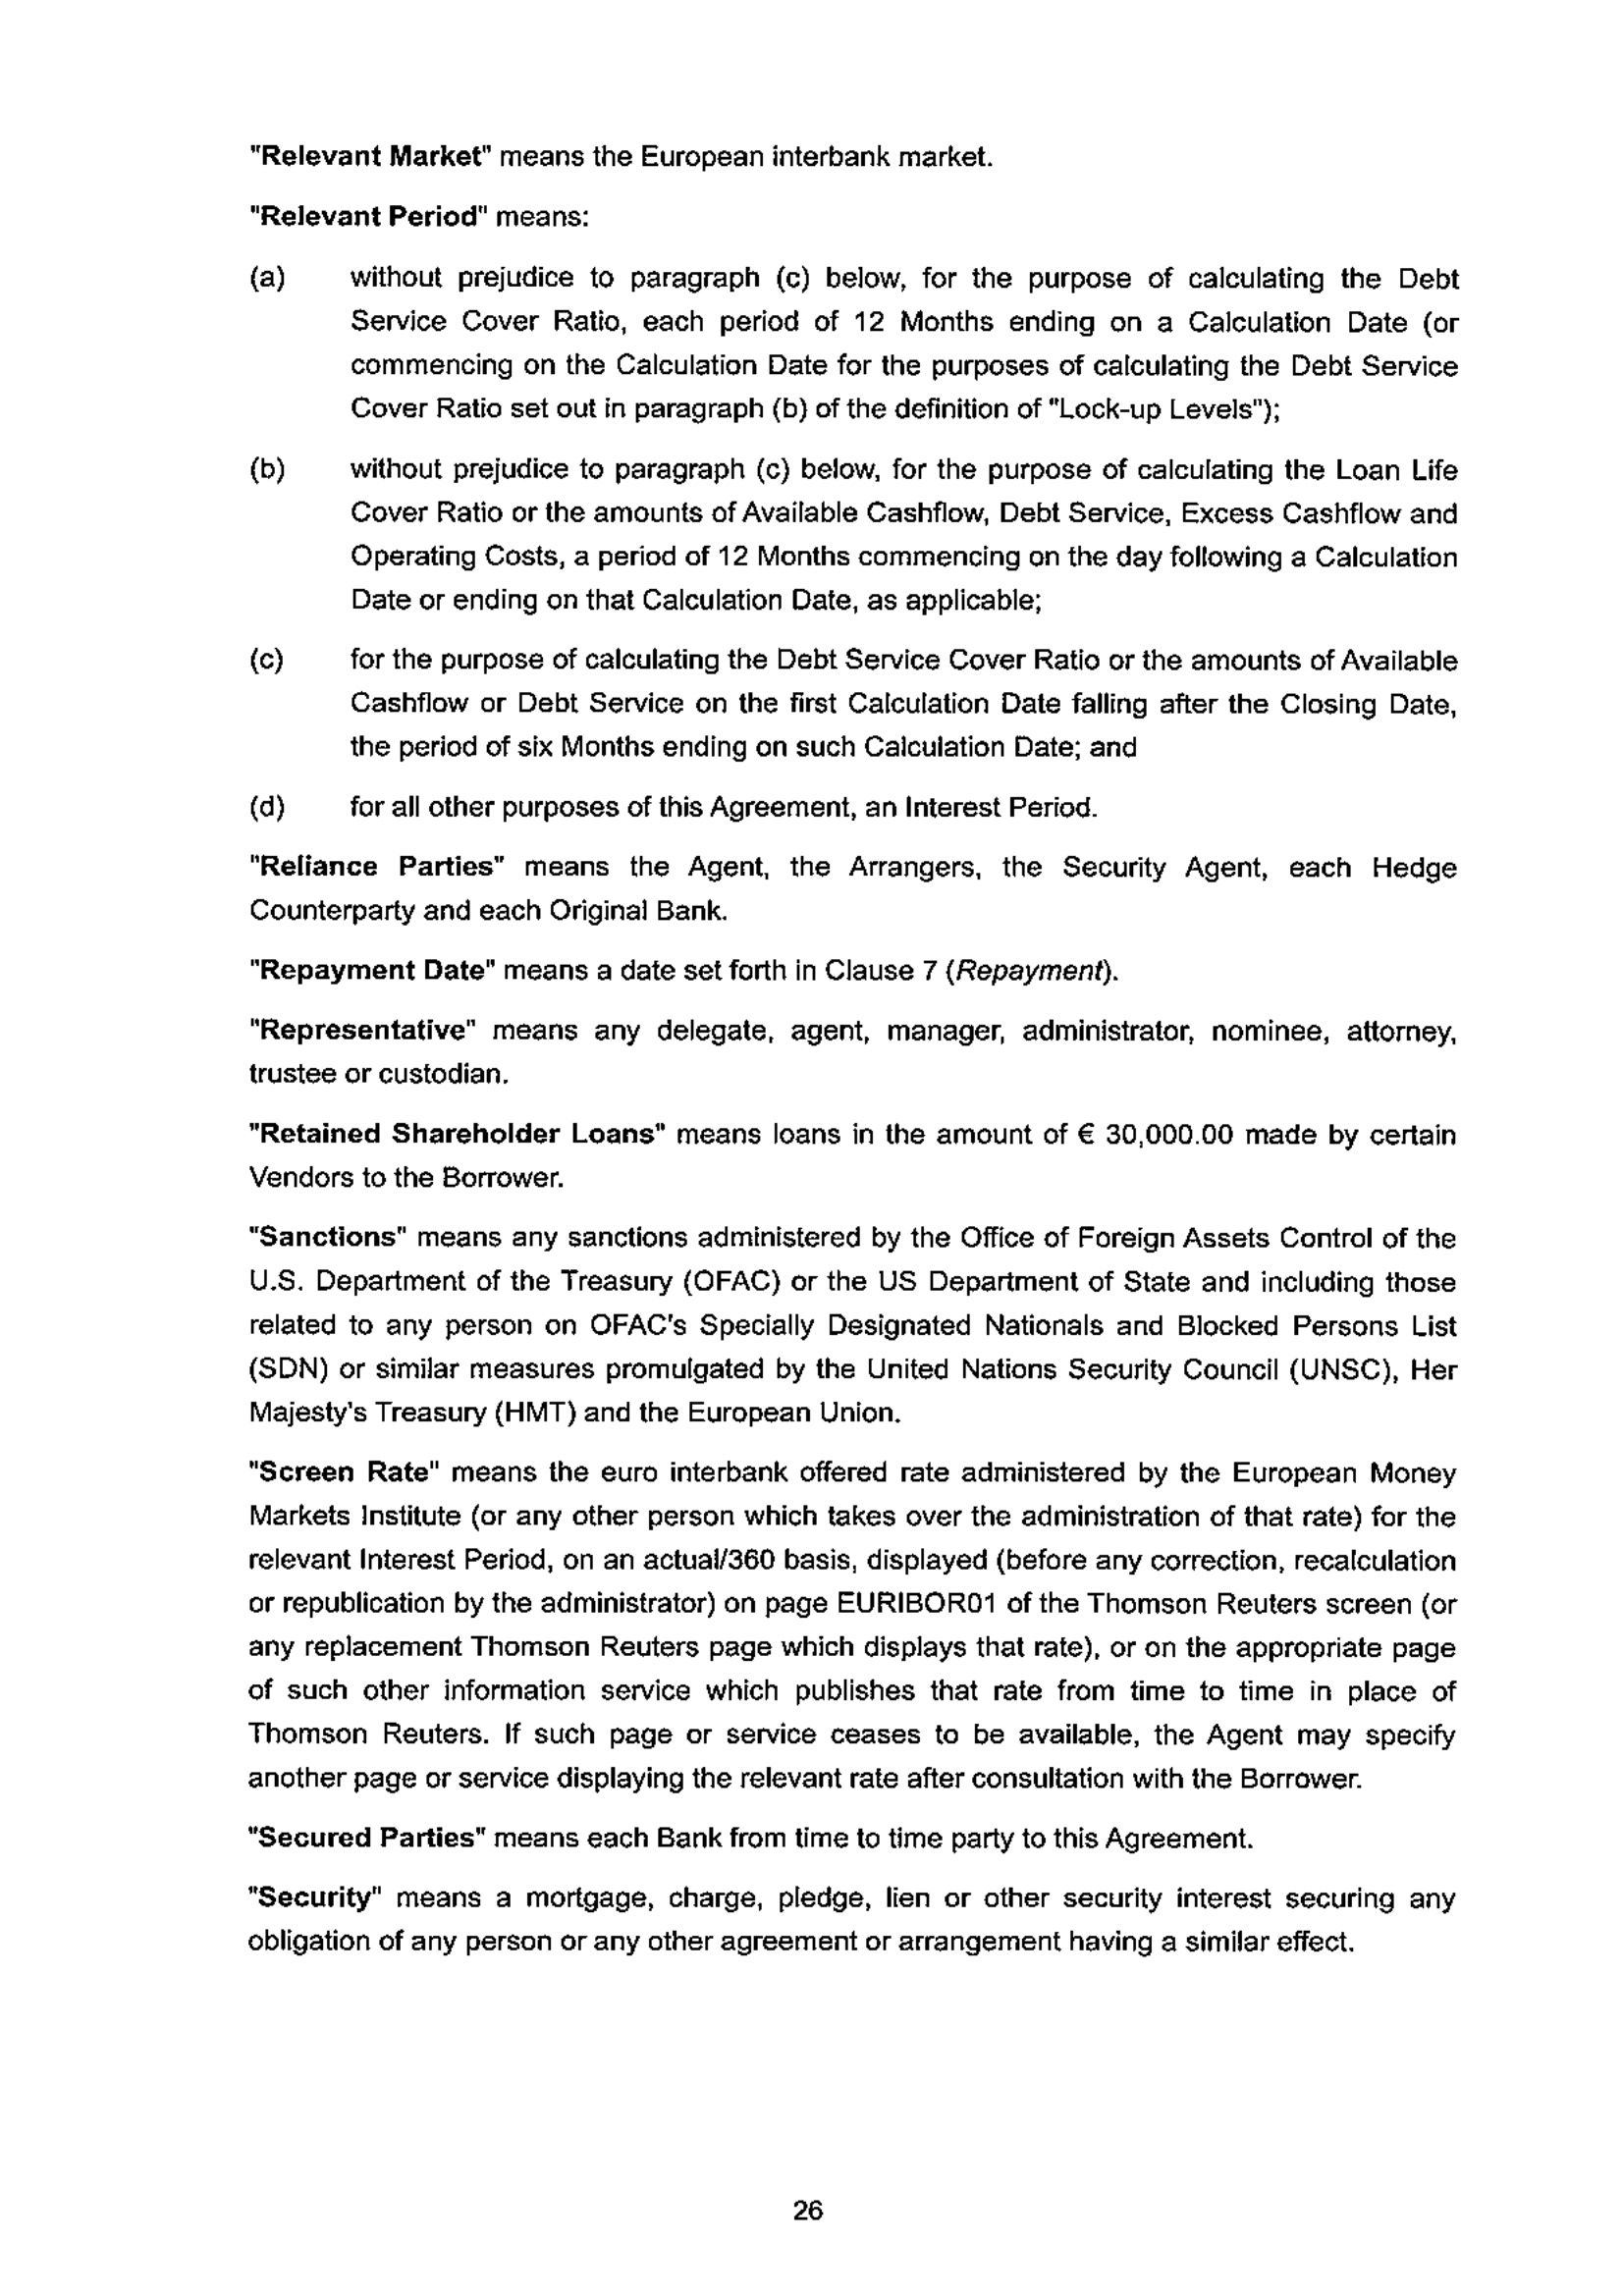 "Relevant Market" means the European interbank market.
"Relevant Period" means:
(a) without prejudice to paragraph (c) below, for the purpose of calculating the Debt
Service Cover Ratio, each period of 12 Months ending on a Calculation Date (or
commencing on the Calculation Date for the purposes of calculating the Debt Service
Cover Ratio set out in paragraph (b) of the definition of "Lock-up Levels");
(b) without prejudice to paragraph (c) below, for the purpose of calculating the Loan Life
Cover Ratio or the amounts of Available Cashflow, Debt Service, Excess Cashflow and
Operating Costs, a period of 12 Months commencing on the day following a Calculation
Date or ending on that Calculation Date, as applicable;
(c) for the purpose of calculating the Debt Service Cover Ratio or the amounts of Available
Cashflow or Debt Service on the first Calculation Date falling after the Closing Date,
the period of six Months ending on such Calculation Date; and
(d) for all other purposes of this Agreement, an Interest Period.
"Reliance Parties" means the Agent, the Arrangers, the Security Agent, each Hedge
Counterparty and each Original Bank.
"Repayment Date" means a date set forth in Clause 7 (Repayment).
"Representative" means any delegate, agent, manager, administrator, nominee, attorney,
trustee or custodian.
"Retained Shareholder Loans" means loans in the amount of € 30,000.00 made by certain
Vendors to the Borrower.
"Sanctions" means any sanctions administered by the Office of Foreign Assets Control of the
U.S. Department of the Treasury (OFAC) or the US Department of State and including those
related to any person on OFAC's Specially Designated Nationals and Blocked Persons List
(SDN) or similar measures promulgated by the United Nations Security Council (UNSC), Her
Majesty's Treasury (HMT) and the European Union.
"Screen Rate" means the euro interbank offered rate administered by the European Money
Markets Institute (or any other person which takes over the administration of that rate) for the
relevant Interest Period, on an actual/360 basis, displayed (before any correction, recalculation
or republication by the administrator) on page EURIBOR01 of the Thomson Reuters screen (or
any replacement Thomson Reuters page which displays that rate), or on the appropriate page
of such other information service which publishes that rate from time to time in place of
Thomson Reuters. If such page or service ceases to be available, the Agent may specify
another page or service displaying the relevant rate after consultation with the Borrower.
"Secured Parties" means each Bank from time to time party to this Agreement.
"Security" means a mortgage, charge, pledge, lien or other security interest securing any
obligation of any person or any other agreement or arrangement having a similar effect.
26